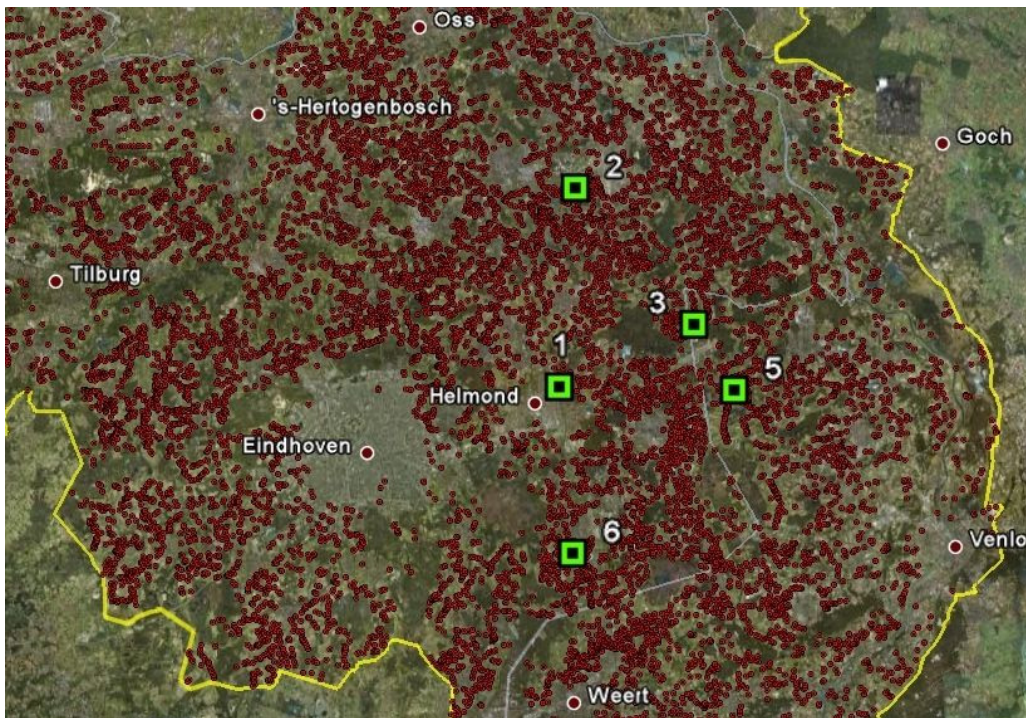 Oss
's-Hertogenbosch
Goch
2
Tilburg
3
1
5
Helmond
Eindhoven
6
Venlo
Weert